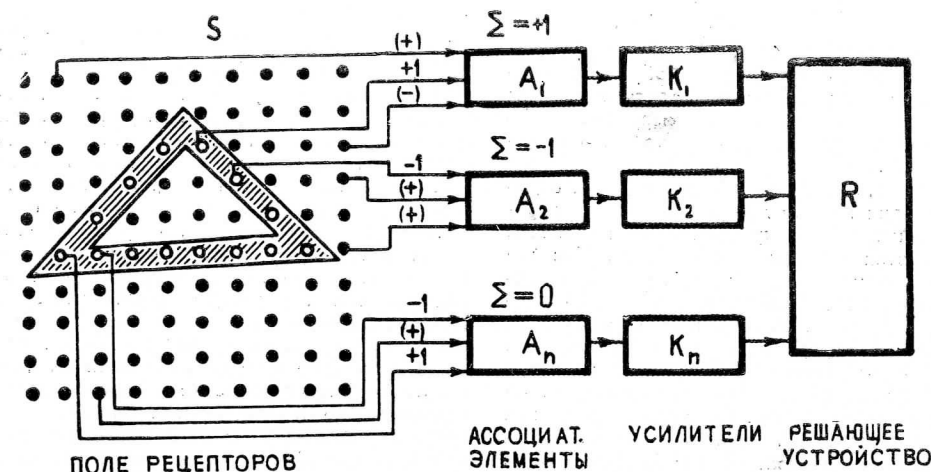 S
Σ=+1
(+)
+1
(−)
A₁
K₁
Σ=-1
−1
(+)
(+)
A₂
K₂
R
Σ=0
−1
(+)
+1
Aₙ
Kₙ
ПОЛЕ РЕЦЕПТОРОВ
АССОЦИАТ.
ЭЛЕМЕНТЫ
УСИЛИТЕЛИ
РЕШАЮЩЕЕ
УСТРОЙСТВО